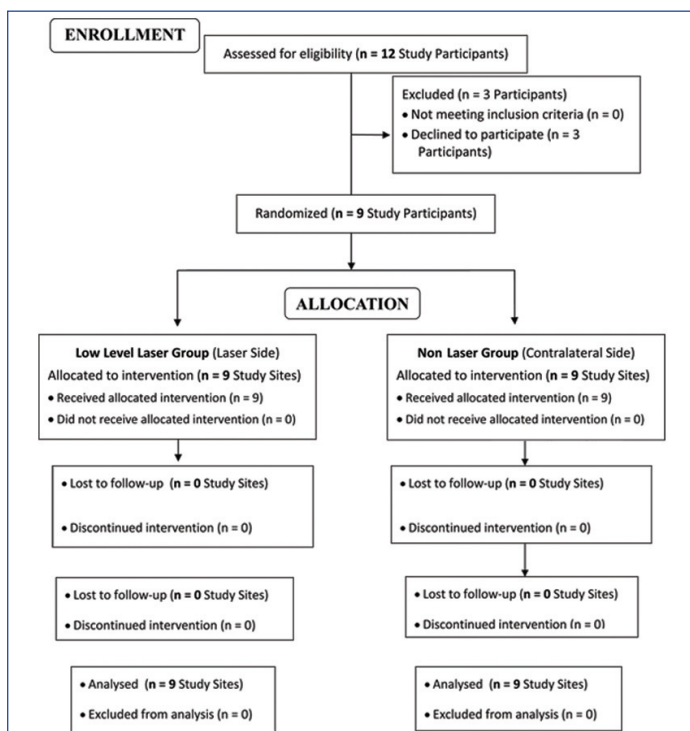 ENROLLMENT
Assessed for eligibility (n = 12 Study Participants)
Excluded (n = 3 Participants)
• Not meeting inclusion criteria (n = 0)
• Declined to participate (n = 3
Participants)
Randomized (n = 9 Study Participants)
ALLOCATION
Low Level Laser Group (Laser Side)
Allocated to intervention (n = 9 Study Sites)
• Received allocated intervention (n = 9)
• Did not receive allocated intervention (n = 0)
Non Laser Group (Contralateral Side)
Allocated to intervention (n = 9 Study Sites)
• Received allocated intervention (n = 9)
• Did not receive allocated intervention (n = 0)
• Lost to follow-up (n = 0 Study Sites)
• Discontinued intervention (n = 0)
• Lost to follow-up (n = 0 Study Sites)
• Discontinued intervention (n = 0)
• Lost to follow-up (n = 0 Study Sites)
• Discontinued intervention (n = 0)
• Lost to follow-up (n = 0 Study Sites)
• Discontinued intervention (n = 0)
• Analysed (n = 9 Study Sites)
• Excluded from analysis (n = 0)
• Analysed (n = 9 Study Sites)
• Excluded from analysis (n = 0)